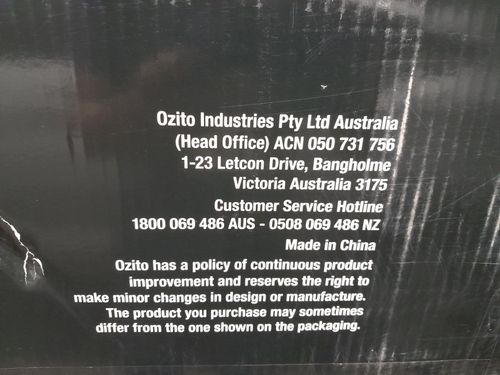 Ozito Industries Pty Ltd Australia
(Head Office) ACN 050 731 756
1-23 Letcon Drive, Bangholme
Victoria Australia 3175
Customer Service Hotline
1800 069 486 AUS - 0508 069 486 NZ
Made in China
Ozito has a policy of continuous product
improvement and reserves the right to
make minor changes in design or manufacture.
The product you purchase may sometimes
differ from the one shown on the packaging.